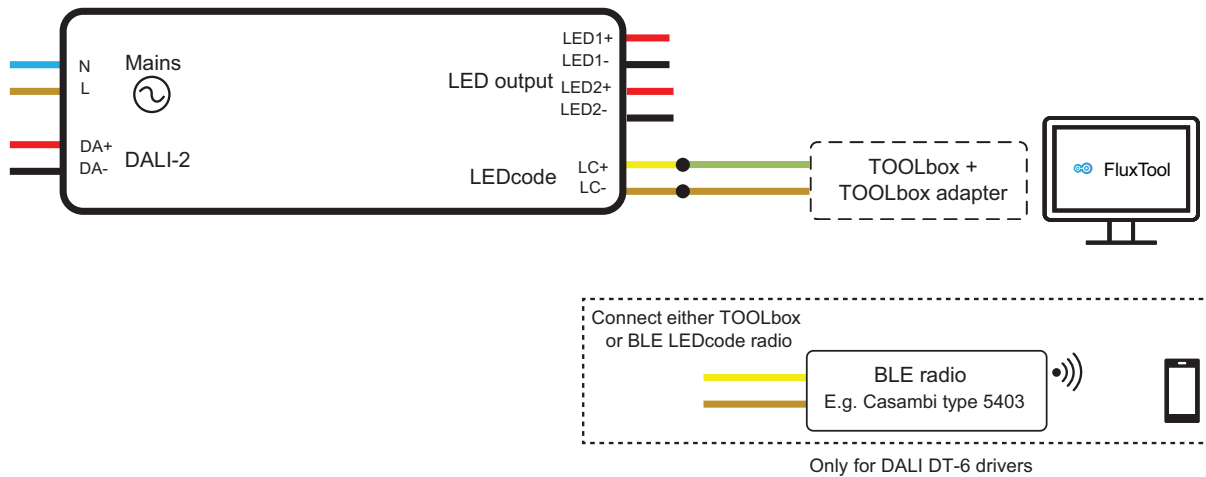 N
Mains
L
DA+
DALI-2
DA-
LED output
LED1+
LED1-
LED2+
LED2-
LEDcode
LC+
LC-
TOOLbox +
TOOLbox adapter
FluxTool
Connect either TOOLbox
or BLE LEDcode radio
BLE radio
E.g. Casambi type 5403
Only for DALI DT-6 drivers